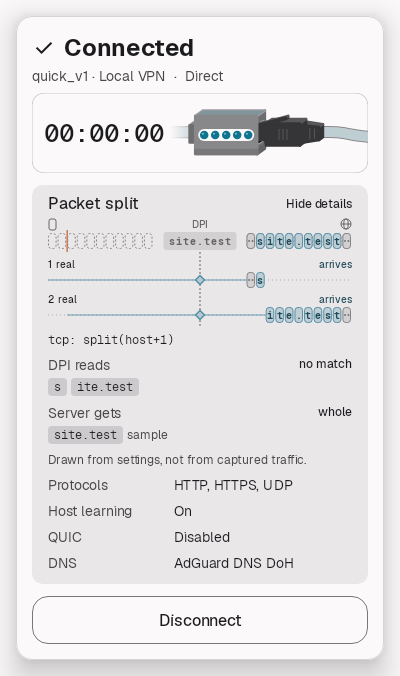 Connected
quick_v1 · Local VPN · Direct
00:00:00
Packet split Hide details
DPI
site.test site.test
1 real arrives
s
2 real arrives
ite.test
tcp: split(host+1)
DPI reads no match
s ite.test
Server gets whole
site.test sample
Drawn from settings, not from captured traffic.
Protocols HTTP, HTTPS, UDP
Host learning On
QUIC Disabled
DNS AdGuard DNS DoH
Disconnect